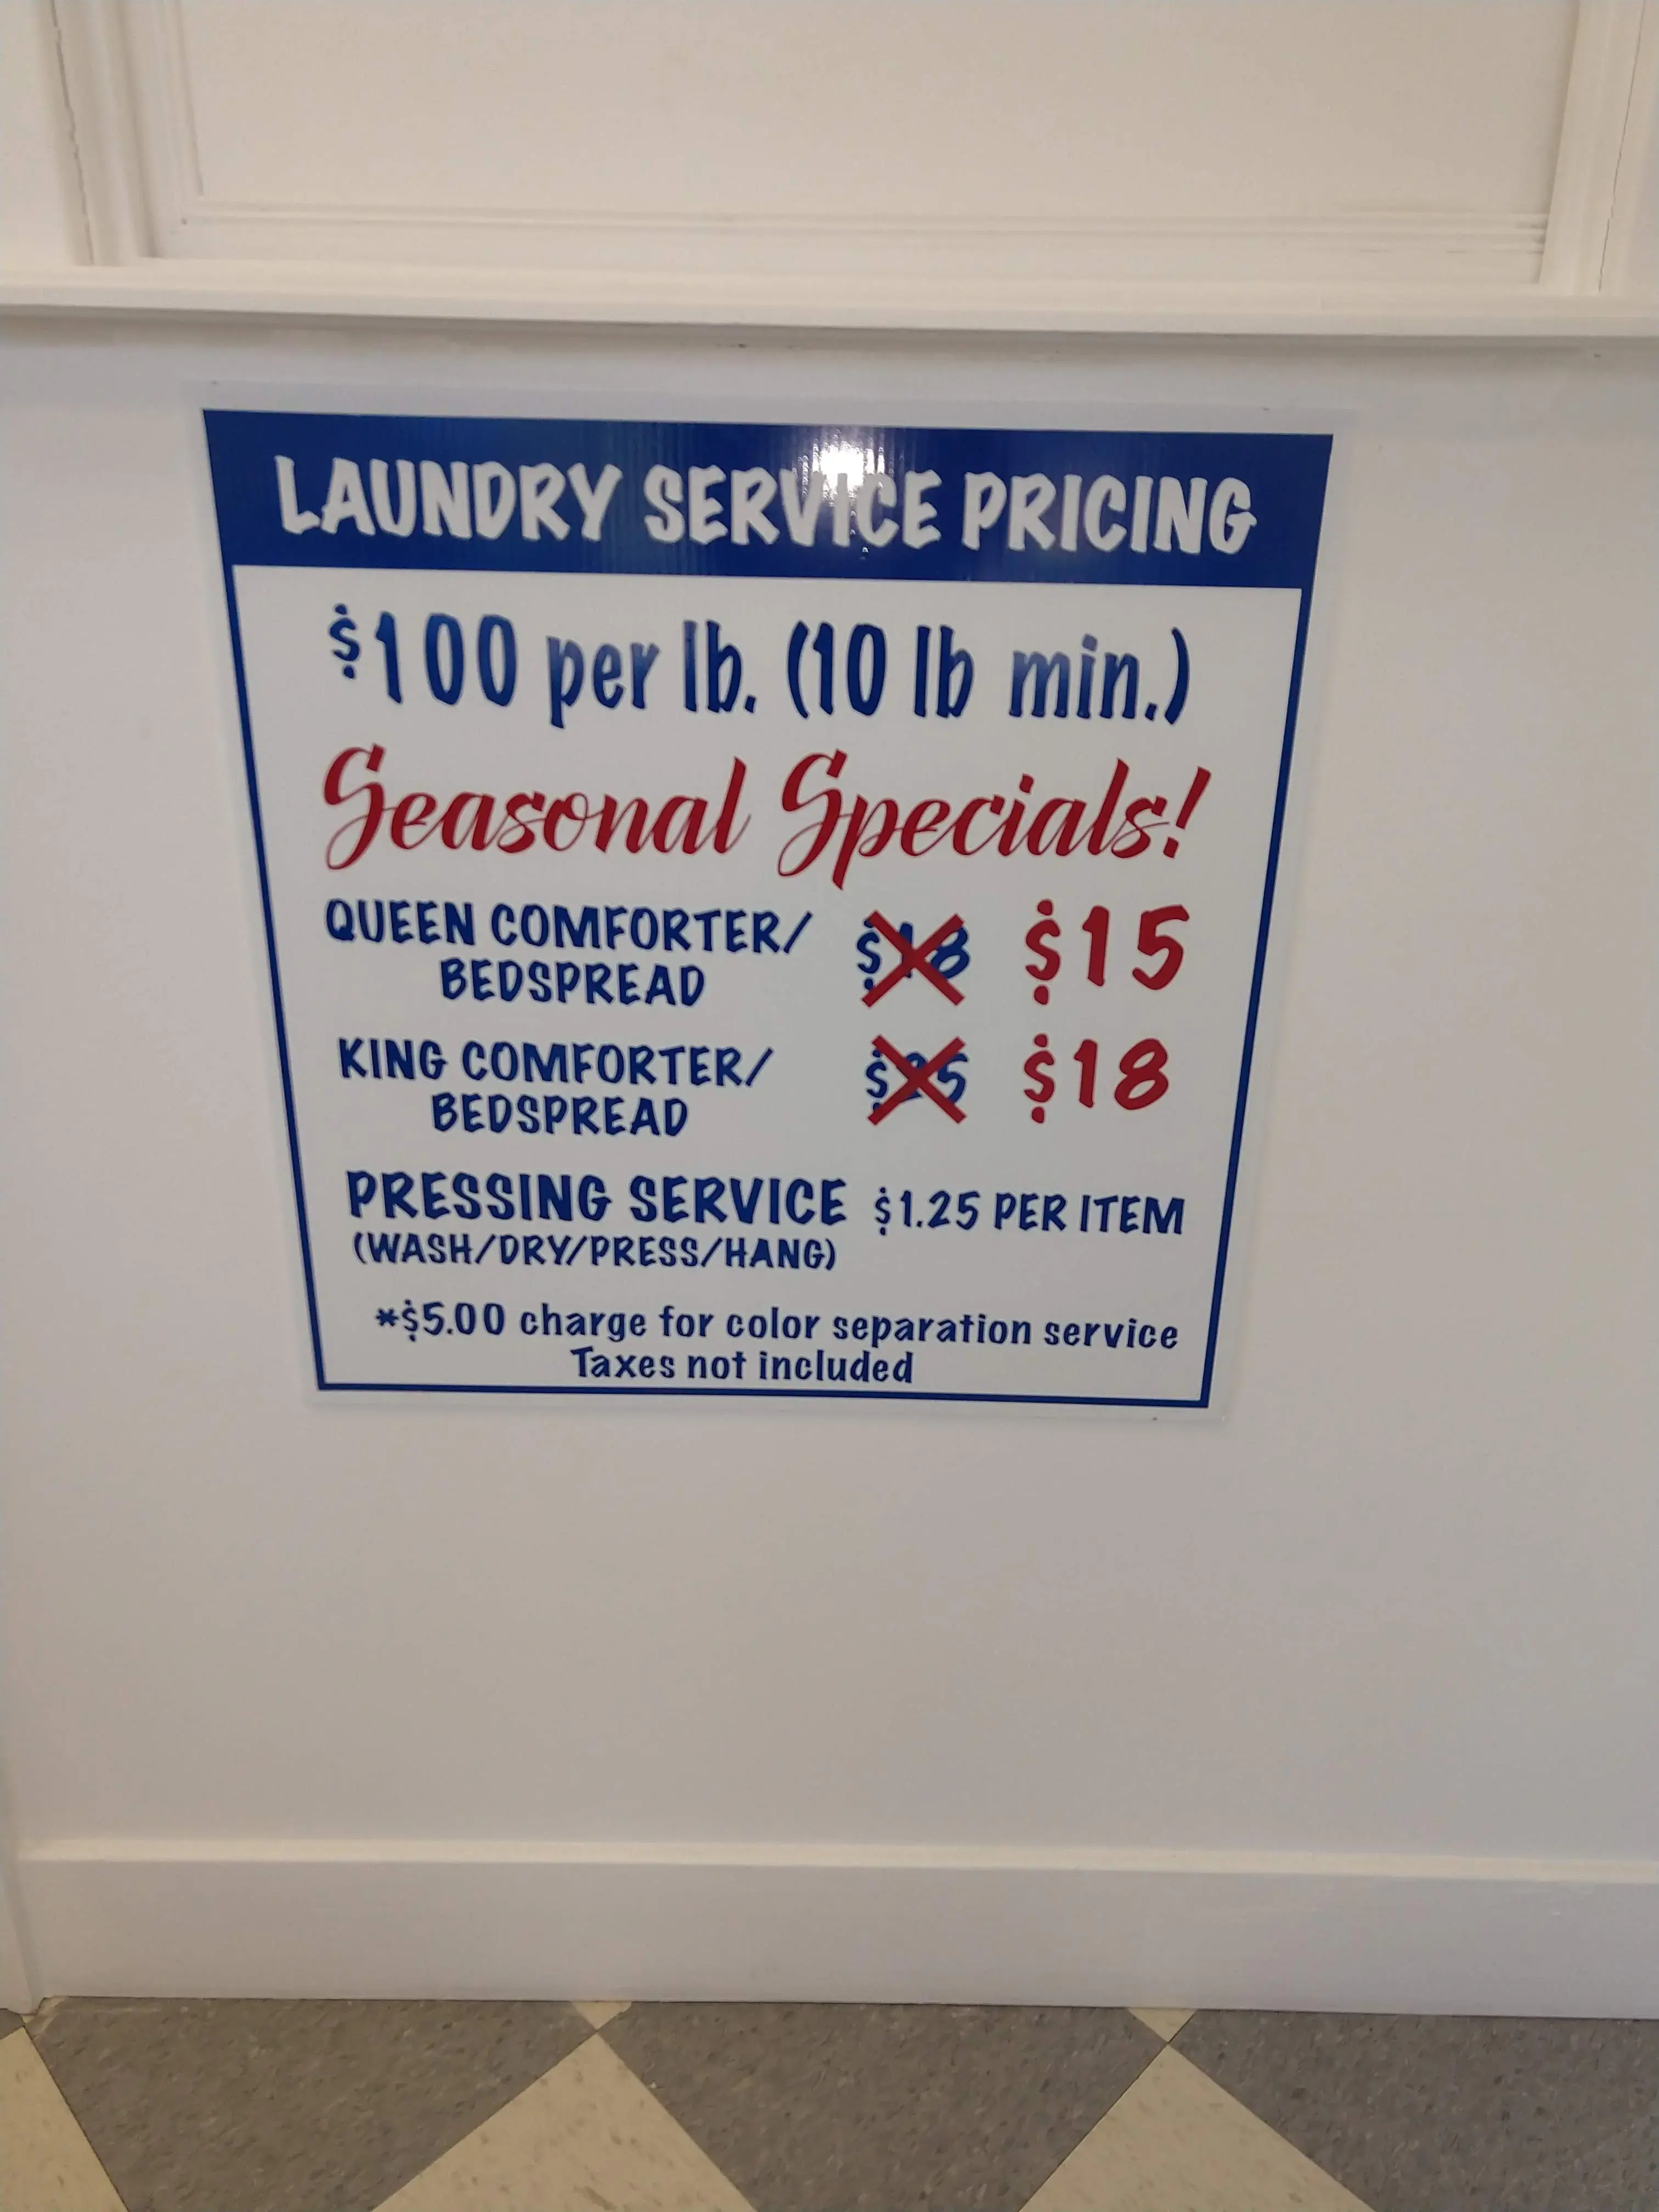 LAUNDRY SERVICE PRICING
$100 per lb. (10 lb min.)
Seasonal Specials!
QUEEN COMFORTER/ $18 $15
BEDSPREAD
KING COMFORTER/ $25 $18
BEDSPREAD
PRESSING SERVICE $1.25 PER ITEM
(WASH/DRY/PRESS/HANG)
*$5.00 charge for color separation service
Taxes not included